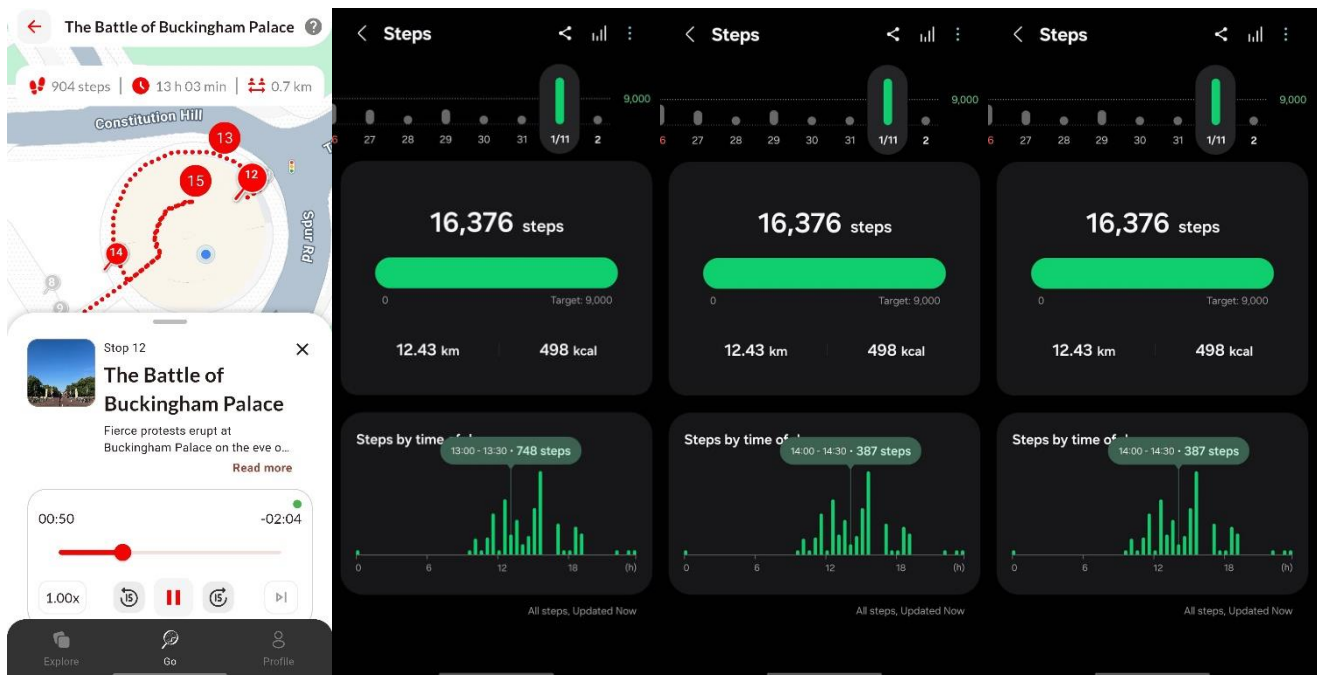 The Battle of Buckingham Palace ?
904 steps | 13 h 03 min | 0.7 km
Constitution Hill
13
12
15
14
Spur Rd
8
9
Stop 12
The Battle of
Buckingham Palace
Fierce protests erupt at
Buckingham Palace on the eve o...
Read more
00:50 -02:04
1.00x 15 15
Explore Go Profile
Steps
9,000
6 27 28 29 30 31 1/11 2
16,376 steps
0 Target: 9,000
12.43 km 498 kcal
Steps by time
13:00 - 13:30 • 748 steps
0 6 12 18 (h)
All steps, Updated Now
Steps
9,000
6 27 28 29 30 31 1/11 2
16,376 steps
0 Target: 9,000
12.43 km 498 kcal
Steps by time of
14:00 - 14:30 • 387 steps
0 6 12 18 (h)
All steps, Updated Now
Steps
9,000
6 27 28 29 30 31 1/11 2
16,376 steps
0 Target: 9,000
12.43 km 498 kcal
Steps by time of
14:00 - 14:30 • 387 steps
0 6 12 18 (h)
All steps, Updated Now